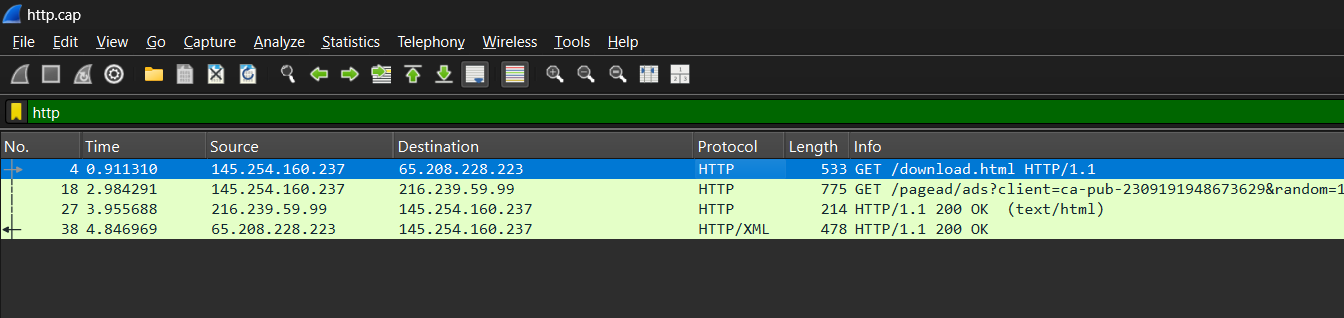 http.cap
File Edit View Go Capture Analyze Statistics Telephony Wireless Tools Help
http
No. Time Source Destination Protocol Length Info
4 0.911310 145.254.160.237 65.208.228.223 HTTP 533 GET /download.html HTTP/1.1
18 2.984291 145.254.160.237 216.239.59.99 HTTP 775 GET /pagead/ads?client=ca-pub-2309191948673629&random=1
27 3.955688 216.239.59.99 145.254.160.237 HTTP 214 HTTP/1.1 200 OK (text/html)
38 4.846969 65.208.228.223 145.254.160.237 HTTP/XML 478 HTTP/1.1 200 OK